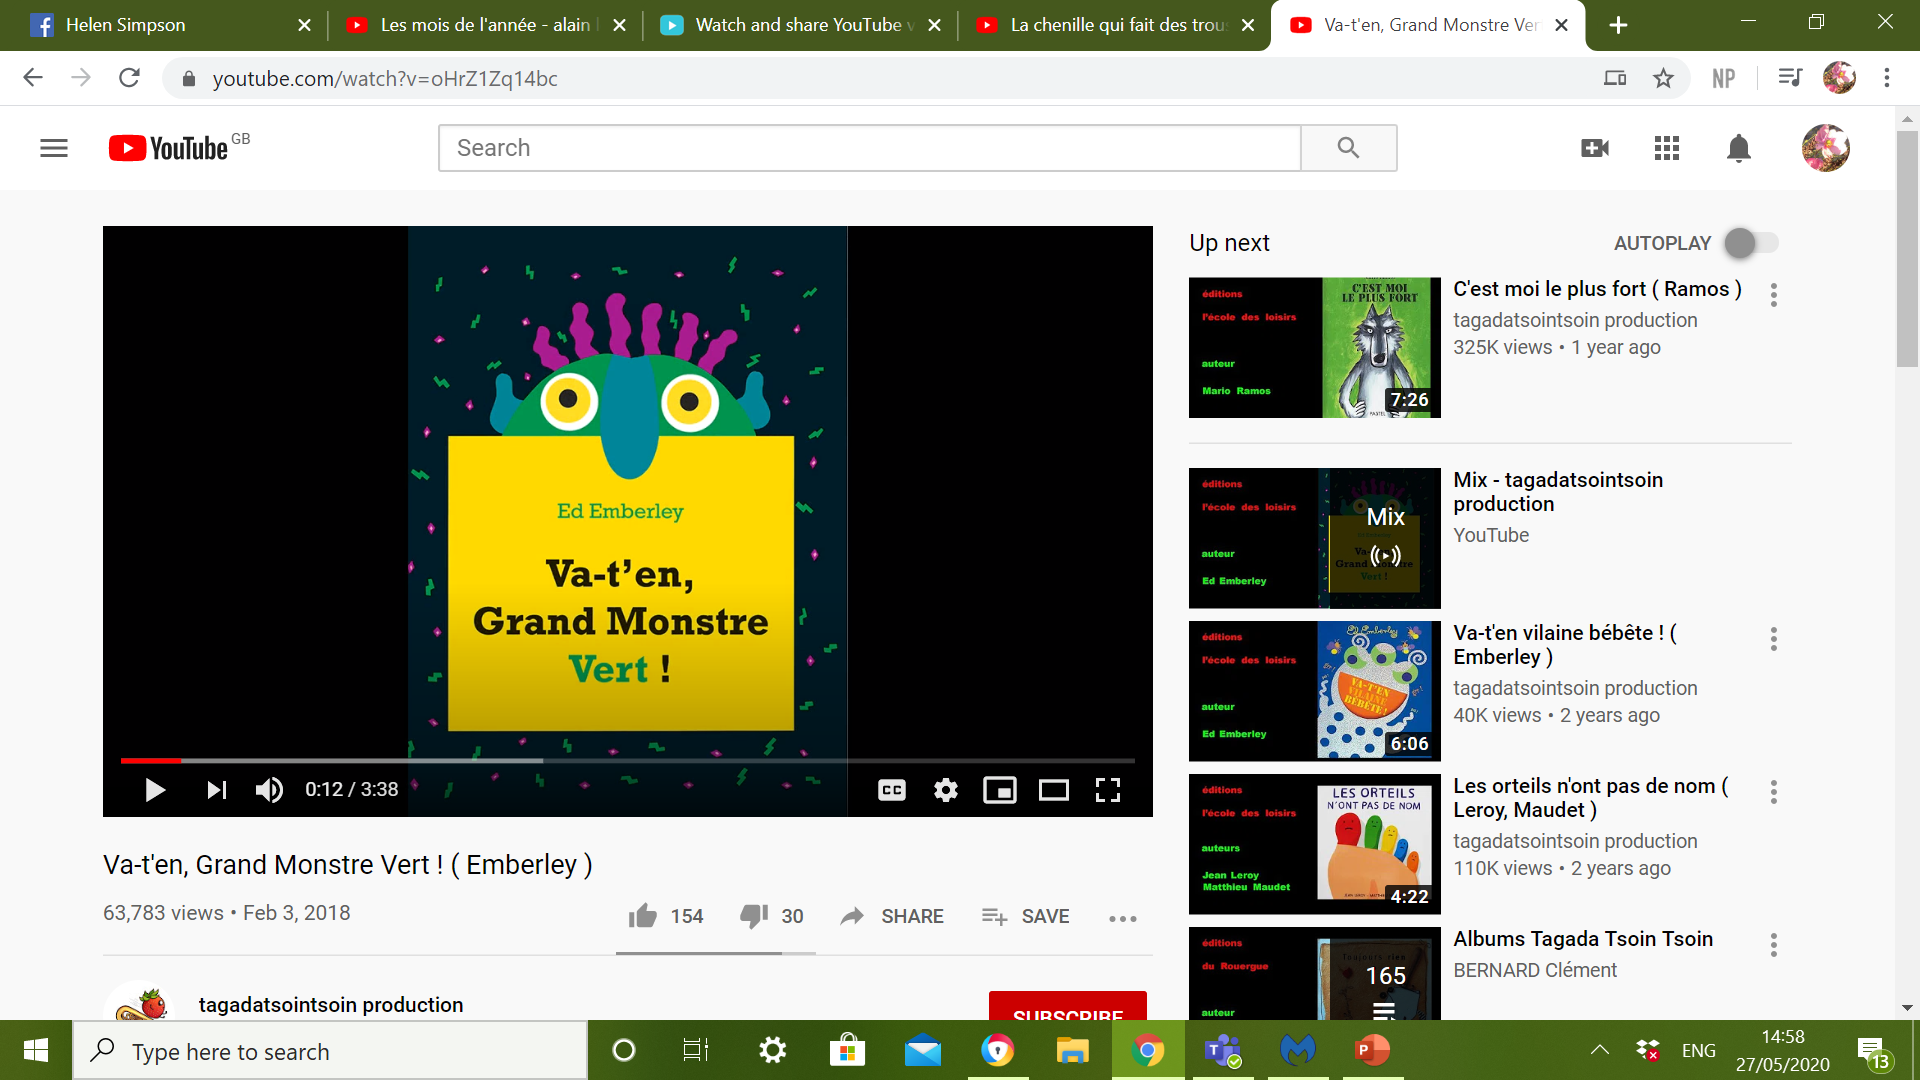 Helen Simpson
Les mois de l'année - alain
Watch and share YouTube v
La chenille qui fait des trous
Va-t'en, Grand Monstre Ver
youtube.com/watch?v=oHrZ1Zq14bc
NP
YouTube GB
Search
Ed Emberley
Va-t’en,
Grand Monstre
Vert !
0:12 / 3:38
CC
Va-t'en, Grand Monstre Vert ! ( Emberley )
63,783 views • Feb 3, 2018
154
30
SHARE
SAVE
tagadatsointsoin production
SUBSCRIBE
Up next
AUTOPLAY
éditions
l'école des loisirs
auteur
Mario Ramos
C'EST MOI
LE PLUS FORT
PASTEL
7:26
C'est moi le plus fort ( Ramos )
tagadatsointsoin production
325K views • 1 year ago
éditions
l'école des loisirs
auteur
Ed Emberley
Mix
Mix - tagadatsointsoin
production
YouTube
éditions
l'école des loisirs
auteur
Ed Emberley
Ed Emberley
VA-T'EN
VILAINE
BÉBÊTE!
6:06
Va-t'en vilaine bébête ! (
Emberley )
tagadatsointsoin production
40K views • 2 years ago
éditions
l'école des loisirs
auteurs
Jean Leroy
Matthieu Maudet
LES ORTEILS
N'ONT PAS DE NOM
4:22
Les orteils n'ont pas de nom (
Leroy, Maudet )
tagadatsointsoin production
110K views • 2 years ago
éditions
du Rouergue
auteur
165
Albums Tagada Tsoin Tsoin
BERNARD Clément
Type here to search
ENG
14:58
27/05/2020
13